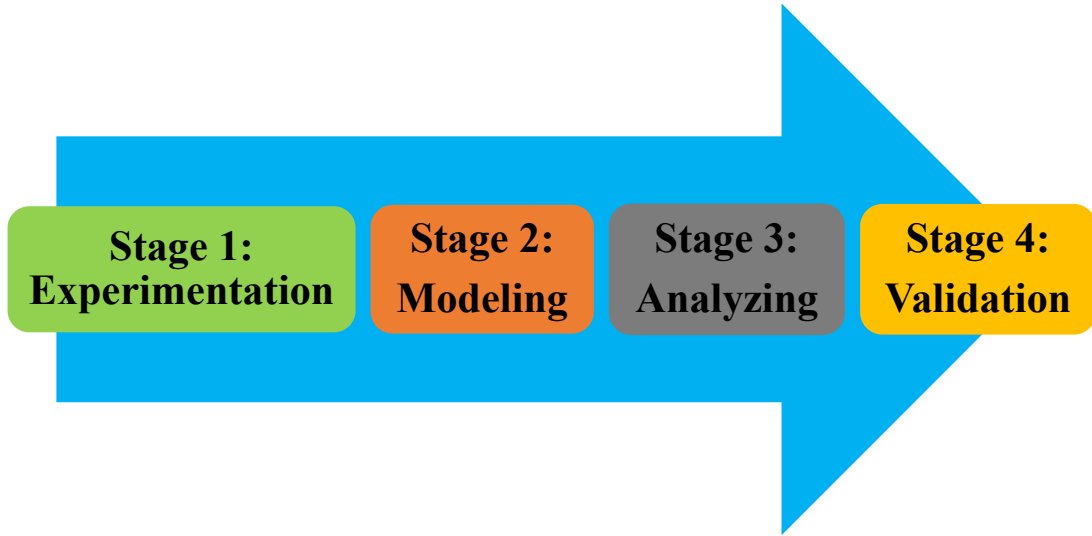 Stage 1:
Experimentation
Stage 2:
Modeling
Stage 3:
Analyzing
Stage 4:
Validation